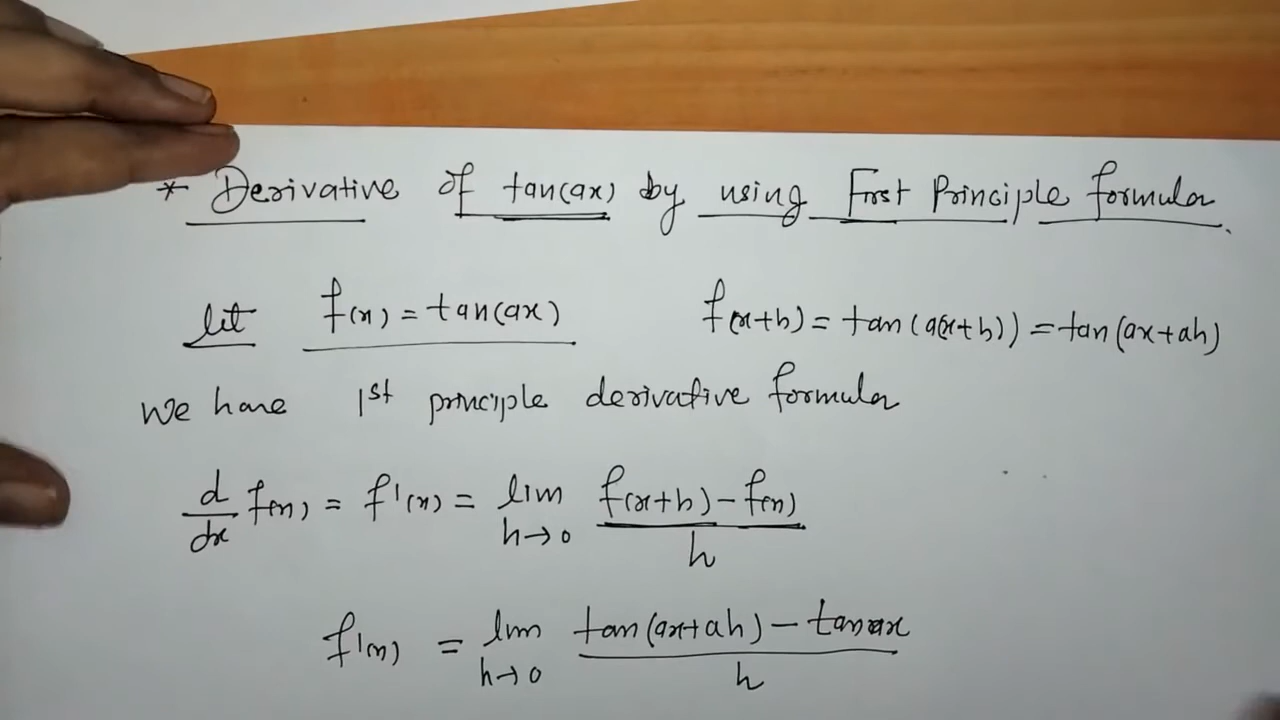 * Derivative of tan(ax) by using First Principle formula.
let f(x) = tan(ax) f(x+h) = tan(a(x+h)) = tan(ax+ah)
We have 1st principle derivative formula
d/dx f(x) = f'(x) = lim h→0 f(x+h) - f(x) / h
f'(x) = lim h→0 tan(ax+ah) - tan ax / h